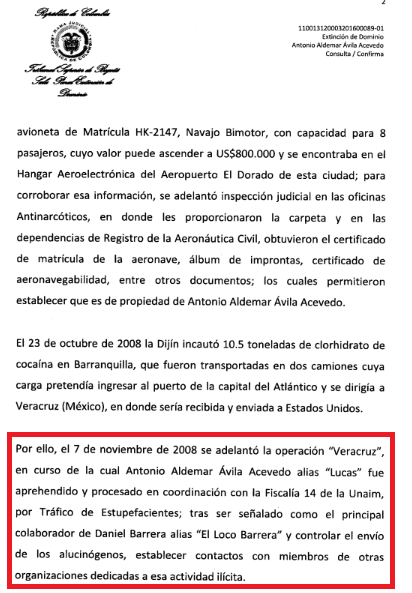 2
República de Colombia
RAMA JUDICIAL
Tribunal Superior de Bogotá
Sala Penal Extinción de
Dominio
110013120003201600089-01
Extinción de Dominio
Antonio Aldemar Ávila Acevedo
Consulta / Confirma
avioneta de Matrícula HK-2147, Navajo Bimotor, con capacidad para 8
pasajeros, cuyo valor puede ascender a US$800.000 y se encontraba en el
Hangar Aeroelectrónica del Aeropuerto El Dorado de esta ciudad; para
corroborar esa información, se adelantó inspección judicial en las oficinas
Antinarcóticos, en donde les proporcionaron la carpeta y en las
dependencias de Registro de la Aeronáutica Civil, obtuvieron el certificado
de matrícula de la aeronave, álbum de improntas, certificado de
aeronavegabilidad, entre otros documentos; los cuales permitieron
establecer que es de propiedad de Antonio Aldemar Ávila Acevedo.
El 23 de octubre de 2008 la Dijín incautó 10.5 toneladas de clorhidrato de
cocaína en Barranquilla, que fueron transportadas en dos camiones cuya
carga pretendía ingresar al puerto de la capital del Atlántico y se dirigía a
Veracruz (México), en donde sería recibida y enviada a Estados Unidos.
Por ello, el 7 de noviembre de 2008 se adelantó la operación “Veracruz”,
en curso de la cual Antonio Aldemar Ávila Acevedo alias “Lucas” fue
aprehendido y procesado en coordinación con la Fiscalía 14 de la Unaim,
por Tráfico de Estupefacientes; tras ser señalado como el principal
colaborador de Daniel Barrera alias “El Loco Barrera” y controlar el envío
de los alucinógenos, establecer contactos con miembros de otras
organizaciones dedicadas a esa actividad ilícita.